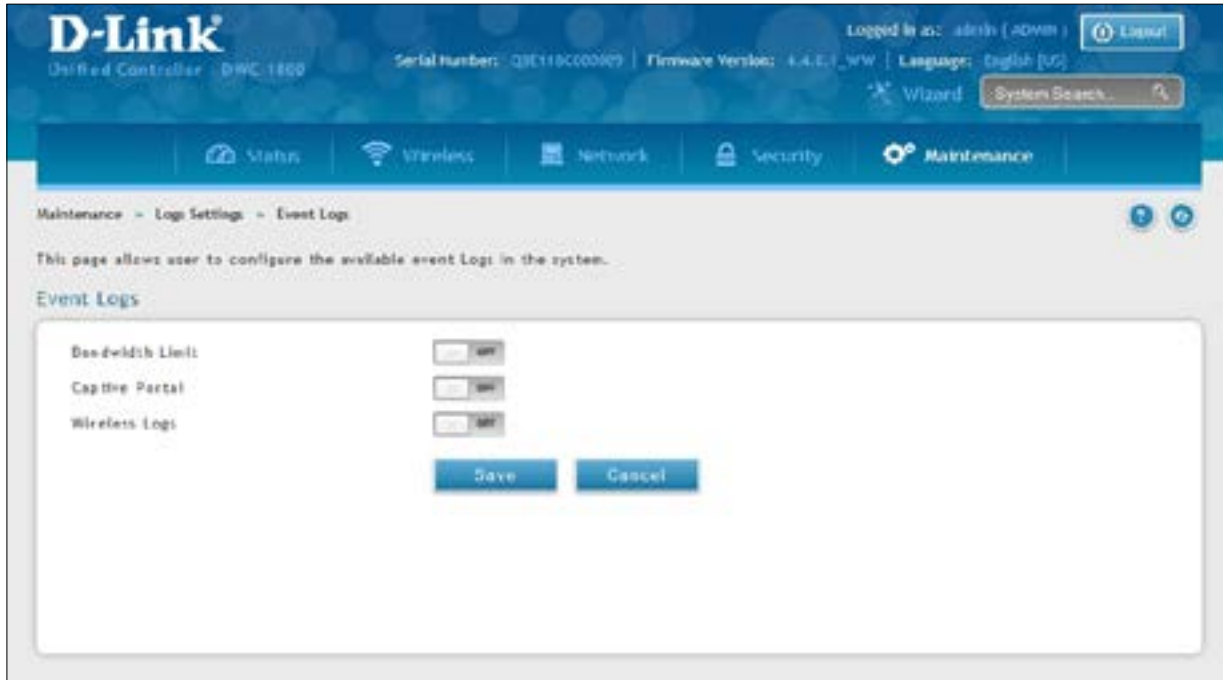 D-Link
Unified Controller - DWC-1000
Logged in as: admin ( ADMIN )
Logout
Serial Number: | Firmware Version: | Language: English [US]
Wizard
System Search...
Status
Wireless
Network
Security
Maintenance
Maintenance » Logs Settings » Event Logs
This page allows user to configure the available event Logs in the system.
Event Logs
Bandwidth Limit
OFF
Captive Portal
OFF
Wireless Logs
OFF
Save
Cancel